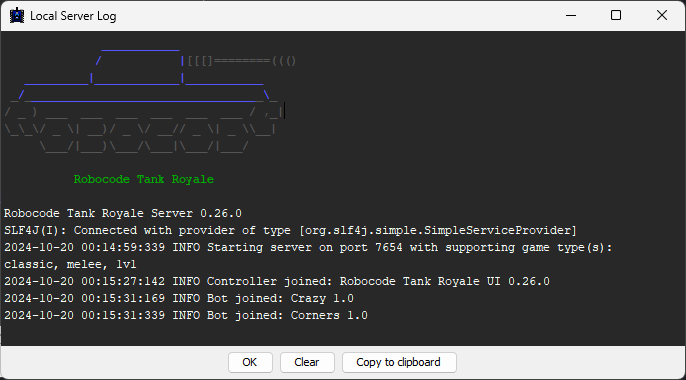 Local Server Log
Robocode Tank Royale
Robocode Tank Royale Server 0.26.0
SLF4J(I): Connected with provider of type [org.slf4j.simple.SimpleServiceProvider]
2024-10-20 00:14:59:339 INFO Starting server on port 7654 with supporting game type(s):
classic, melee, 1v1
2024-10-20 00:15:27:142 INFO Controller joined: Robocode Tank Royale UI 0.26.0
2024-10-20 00:15:31:169 INFO Bot joined: Crazy 1.0
2024-10-20 00:15:31:339 INFO Bot joined: Corners 1.0
OK
Clear
Copy to clipboard